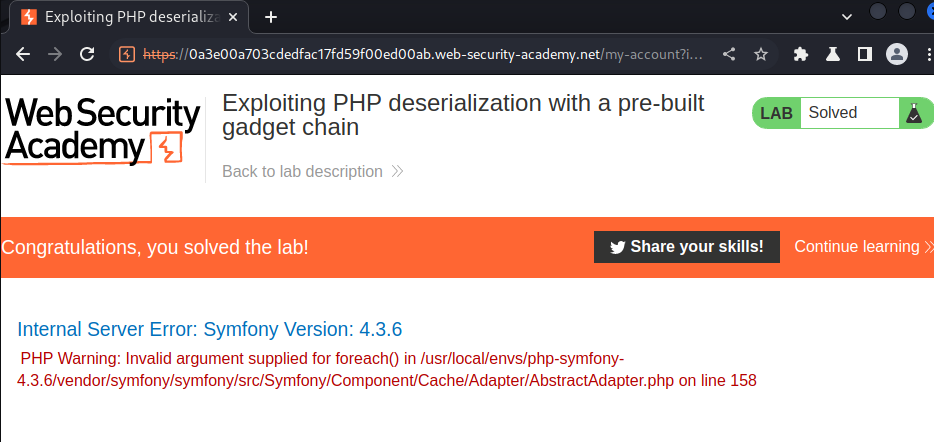 Exploiting PHP deserializa
https://0a3e00a703cdedfac17fd59f00ed00ab.web-security-academy.net/my-account?i...
Web Security
Academy
Exploiting PHP deserialization with a pre-built
gadget chain
Back to lab description
LAB Solved
Congratulations, you solved the lab!
Share your skills!
Continue learning
Internal Server Error: Symfony Version: 4.3.6
PHP Warning: Invalid argument supplied for foreach() in /usr/local/envs/php-symfony-
4.3.6/vendor/symfony/symfony/src/Symfony/Component/Cache/Adapter/AbstractAdapter.php on line 158